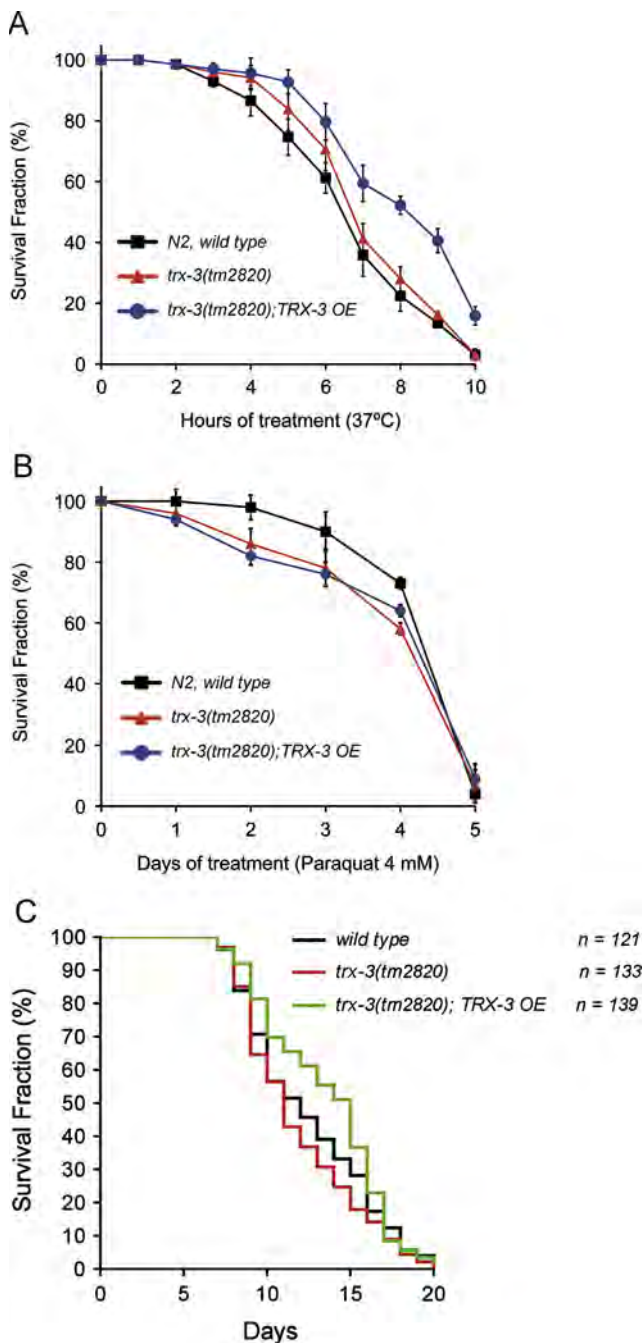 A
100
80
60
40
20
0
Survival Fraction (%)
N2, wild type
trx-3(tm2820)
trx-3(tm2820);TRX-3 OE
0 2 4 6 8 10
Hours of treatment (37ºC)
B
100
80
60
40
20
0
Survival Fraction (%)
N2, wild type
trx-3(tm2820)
trx-3(tm2820);TRX-3 OE
0 1 2 3 4 5
Days of treatment (Paraquat 4 mM)
C
100
90
80
70
60
50
40
30
20
10
0
Survival Fraction (%)
wild type n = 121
trx-3(tm2820) n = 133
trx-3(tm2820); TRX-3 OE n = 139
0 5 10 15 20
Days